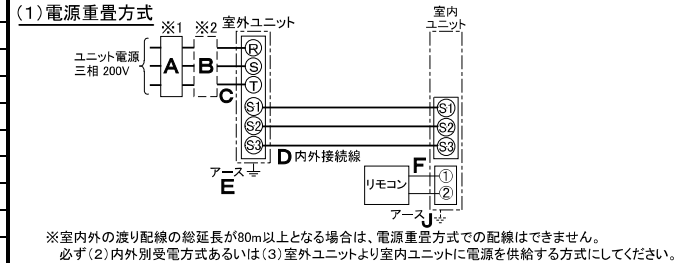 (1)電源重畳方式
※1 ※2 室外ユニット
室内
ユニット
ユニット電源
三相 200V
A B C
R
S
T
S1 S1
S2 S2
S3 S3
D 内外接続線
アース
E
リモコン
F
①
②
アース J
※室内外の渡り配線の総延長が80m以上となる場合は、電源重畳方式での配線はできません。
必ず(2)内外別受電方式あるいは(3)室外ユニットより室内ユニットに電源を供給する方式にしてください。